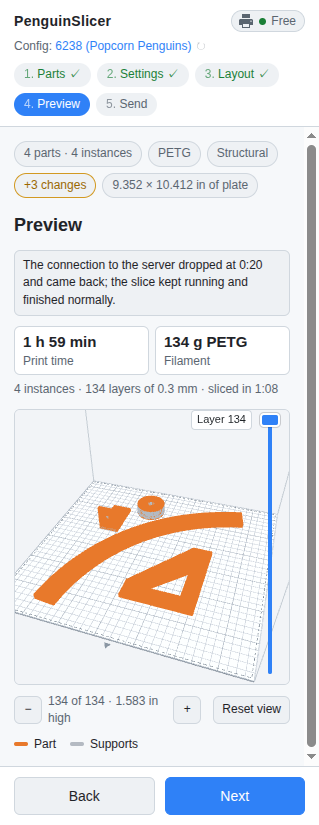 PenguinSlicer
Free
Config: 6238 (Popcorn Penguins)
1. Parts ✓
2. Settings ✓
3. Layout ✓
4. Preview
5. Send
4 parts · 4 instances
PETG
Structural
+3 changes
9.352 × 10.412 in of plate
Preview
The connection to the server dropped at 0:20
and came back; the slice kept running and
finished normally.
1 h 59 min
Print time
134 g PETG
Filament
4 instances · 134 layers of 0.3 mm · sliced in 1:08
Layer 134
−
134 of 134 · 1.583 in
high
+
Reset view
Part
Supports
Back
Next